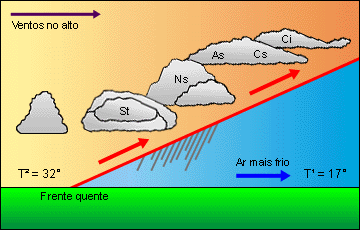 Ventos no alto
Ci
As
Cs
Ns
St
Ar mais frio
T² = 32°
T¹ = 17°
Frente quente